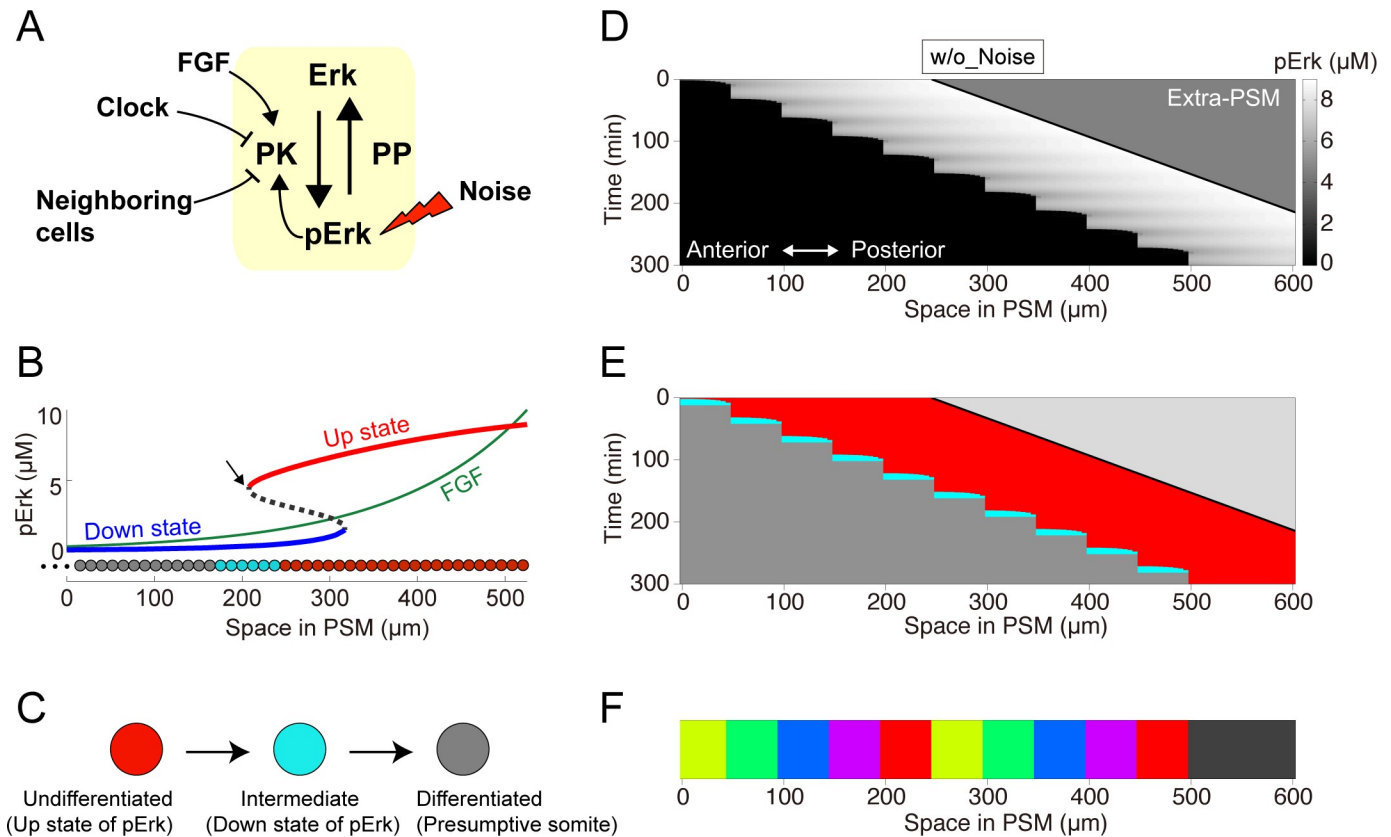 A
FGF
Clock
Neighboring
cells
Erk
PK
PP
pErk
Noise
B
pErk (µM)
10
5
0
Up state
Down state
FGF
0 100 200 300 400 500
Space in PSM (µm)
C
Undifferentiated
(Up state of pErk)
Intermediate
(Down state of pErk)
Differentiated
(Presumptive somite)
D
w/o_Noise
pErk (µM)
Extra-PSM
8
6
4
2
0
Time (min)
0
100
200
300
Anterior
Posterior
0 100 200 300 400 500 600
Space in PSM (µm)
E
Time (min)
0
100
200
300
0 100 200 300 400 500 600
Space in PSM (µm)
F
0 100 200 300 400 500 600
Space in PSM (µm)